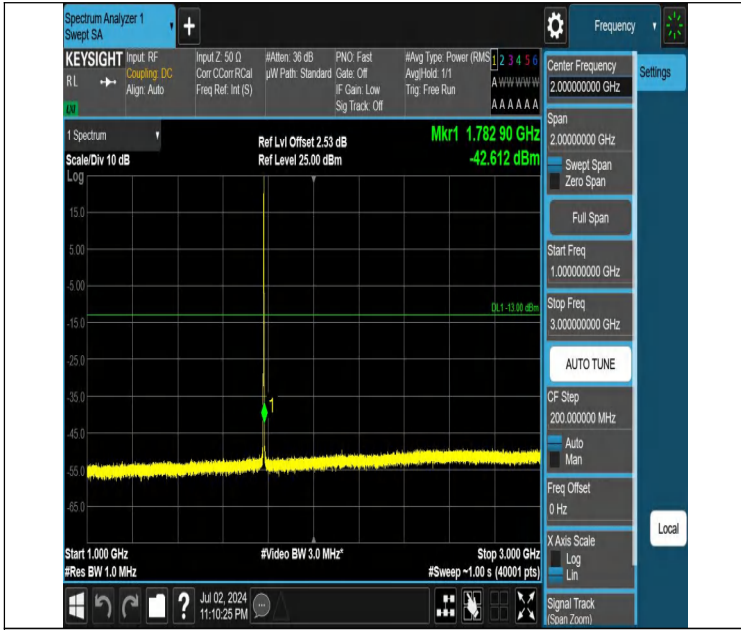 Spectrum Analyzer 1
Swept SA
+
Frequency
KEYSIGHT
RL
Input: RF
Coupling: DC
Align: Auto
Input Z: 50 Ω
Corr CCorr RCal
Freq Ref: Int (S)
#Atten: 36 dB
µW Path: Standard
PNO: Fast
Gate: Off
IF Gain: Low
Sig Track: Off
#Avg Type: Power (RMS
Avg|Hold: 1/1
Trig: Free Run
1 2 3 4 5 6
A W W W W W
A A A A A A
1 Spectrum
Scale/Div 10 dB
Log
Ref Lvl Offset 2.53 dB
Ref Level 25.00 dBm
Mkr1 1.782 90 GHz
-42.612 dBm
15.0
5.00
-5.00
DL1 -13.00 dBm
-15.0
-25.0
-35.0
1
-45.0
-55.0
-65.0
Start 1.000 GHz
#Res BW 1.0 MHz
#Video BW 3.0 MHz*
Stop 3.000 GHz
#Sweep ~1.00 s (40001 pts)
?
Jul 02, 2024
11:10:25 PM
Settings
Center Frequency
2.000000000 GHz
Span
2.00000000 GHz
Swept Span
Zero Span
Full Span
Start Freq
1.000000000 GHz
Stop Freq
3.000000000 GHz
AUTO TUNE
CF Step
200.000000 MHz
Auto
Man
Freq Offset
0 Hz
X Axis Scale
Log
Lin
Signal Track
(Span Zoom)
Local